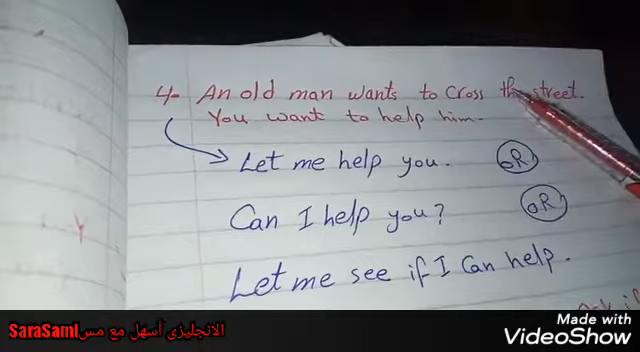 4- An old man wants to cross the street.
You want to help him.
Let me help you. OR
Can I help you? OR
Let me see if I can help.
الانجليزى أسهل مع مس SaraSami
Made with
VideoShow